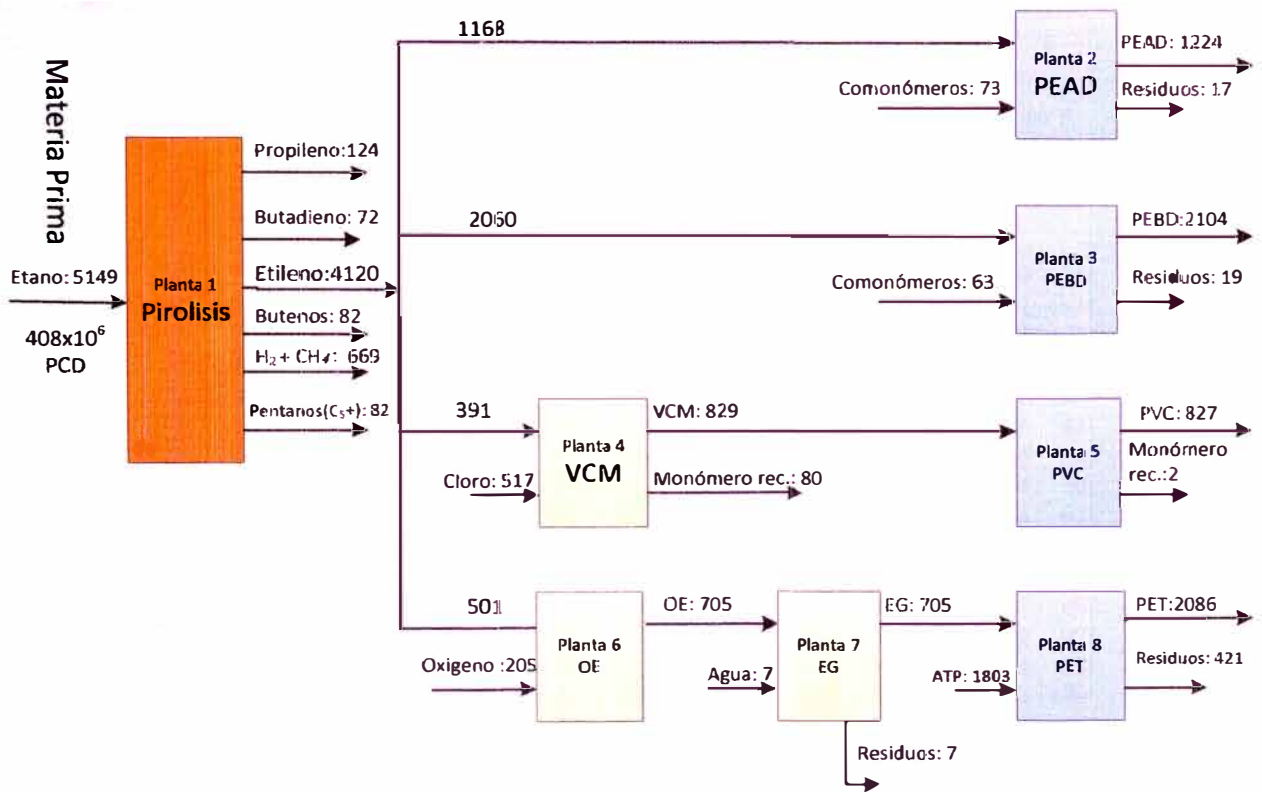 Materia Prima
Etano: 5149
408x10⁶
PCD
Planta 1
Pirolisis
Propileno:124
Butadieno: 72
Etileno:4120
Butenos: 82
H₂ + CH₄: 669
Pentanos(C₅+): 82
1168
Comonómeros: 73
Planta 2
PEAD
PEAD: 1224
Residuos: 17
2060
Comonómeros: 63
Planta 3
PEBD
PEBD:2104
Residuos: 19
391
Cloro: 517
Planta 4
VCM
VCM: 829
Monómero rec.: 80
Planta 5
PVC
PVC: 827
Monómero
rec.:2
501
Oxigeno :205
Planta 6
OE
OE: 705
Agua: 7
Planta 7
EG
EG: 705
Residuos: 7
ATP: 1803
Planta 8
PET
PET:2086
Residuos: 421